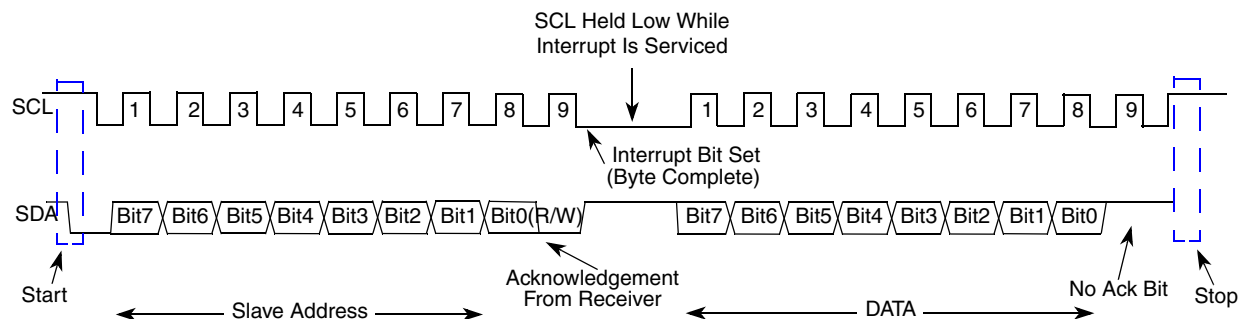 SCL Held Low While
Interrupt Is Serviced
SCL 1 2 3 4 5 6 7 8 9 1 2 3 4 5 6 7 8 9
Interrupt Bit Set
(Byte Complete)
SDA Bit7 Bit6 Bit5 Bit4 Bit3 Bit2 Bit1 Bit0(R/W) Bit7 Bit6 Bit5 Bit4 Bit3 Bit2 Bit1 Bit0
Start
Acknowledgement
From Receiver
No Ack Bit
Stop
Slave Address
DATA